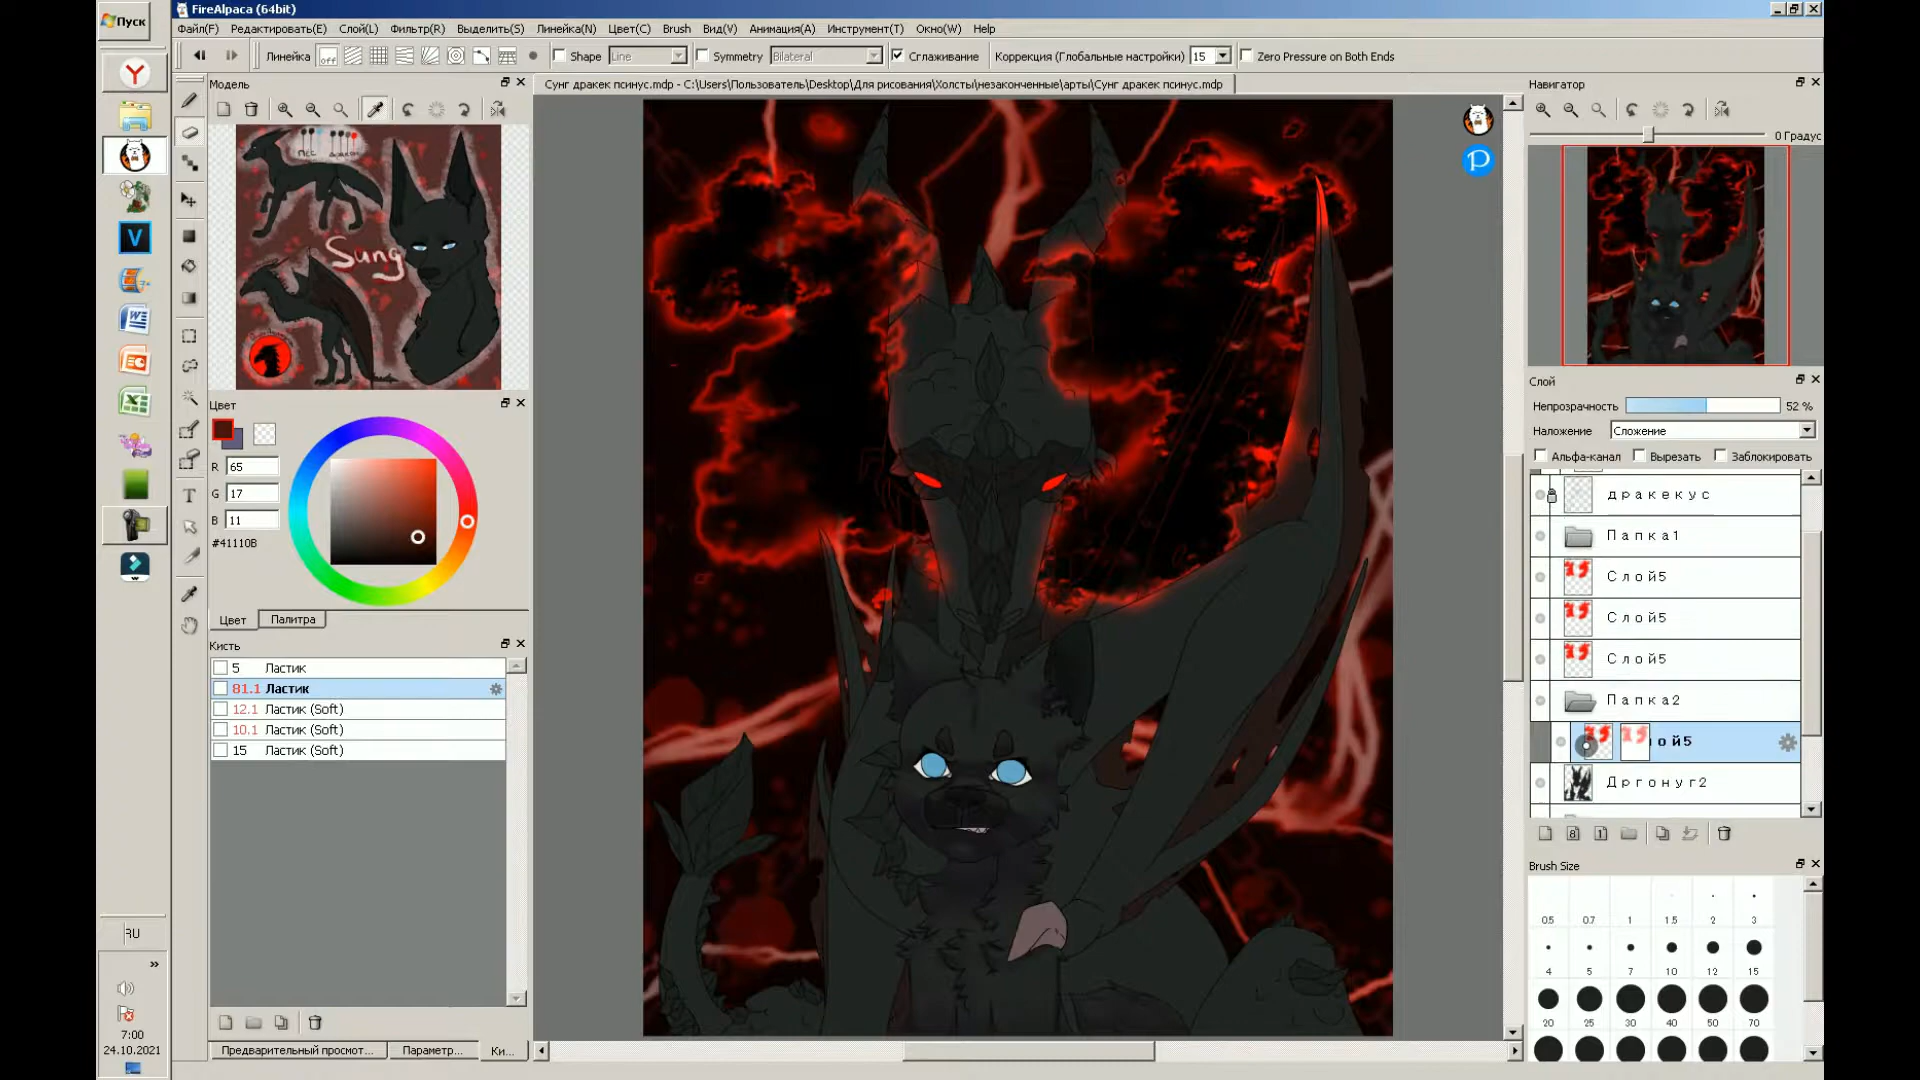 Пуск
FireAlpaca (64bit)
Файл(F) Редактировать(E) Слой(L) Фильтр(R) Выделить(S) Линейка(N) Цвет(C) Brush Вид(V) Анимация(A) Инструмент(T) Окно(W) Help
Линейка off Shape Line Symmetry Bilateral Сглаживание Коррекция (Глобальные настройки) 15 Zero Pressure on Both Ends
Модель
Сунг дракек псинус.mdp - C:\Users\Пользователь\Desktop\Для рисования\Холсты\незаконченные\арты\Сунг дракек псинус.mdp
Навигатор
0 Градус
Sung
Цвет
R 65
G 17
B 11
#41110B
Цвет Палитра
Кисть
5 Ластик
81.1 Ластик
12.1 Ластик (Soft)
10.1 Ластик (Soft)
15 Ластик (Soft)
Предварительный просмот... Параметр... Ки...
Слой
Непрозрачность 52 %
Наложение Сложение
Альфа-канал Вырезать Заблокировать
дракекус
Папка1
Слой5
Слой5
Слой5
Папка2
ой5
Дргонуг2
Brush Size
0.5 0.7 1 1.5 2 3
4 5 7 10 12 15
20 25 30 40 50 70
RU
7:00
24.10.2021